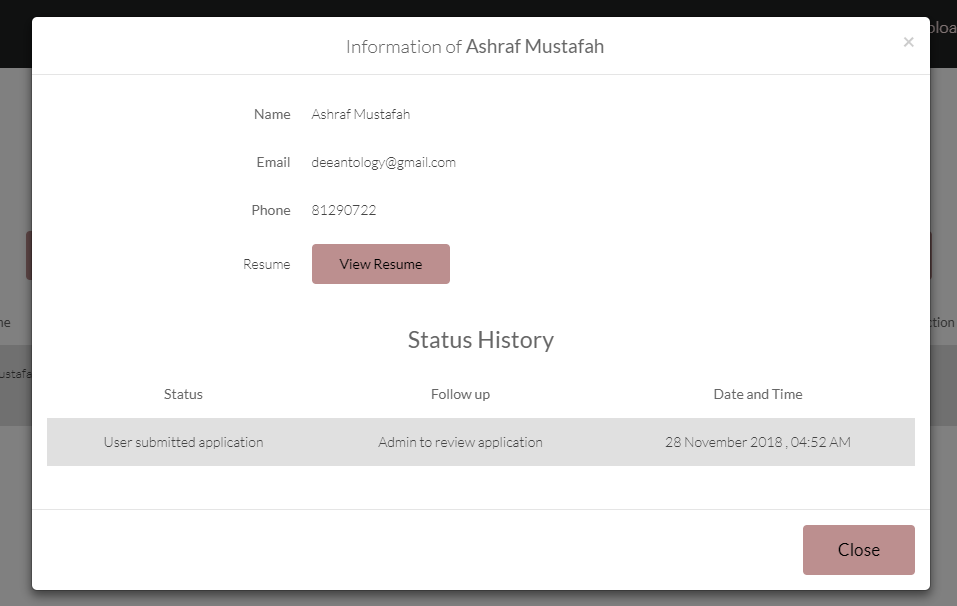 Information of Ashraf Mustafah
×
Name Ashraf Mustafah
Email deeantology@gmail.com
Phone 81290722
Resume View Resume
Status History
Status Follow up Date and Time
User submitted application Admin to review application 28 November 2018 , 04:52 AM
Close